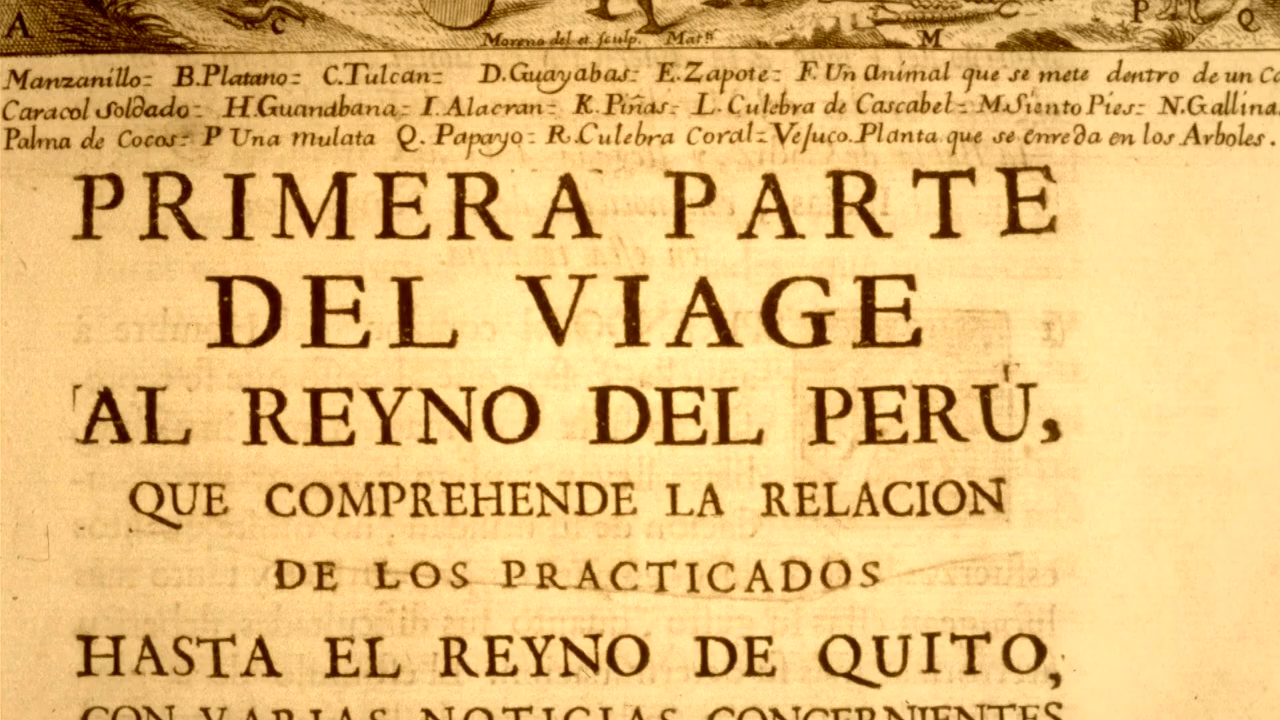 A C P Q
Moreno del et sculp. Matᵗⁱ M
Manzanillo= B.Platano= C.Tulcan= D.Guayabas= E.Zapote= F.Un animal que se mete dentro de un
Caracol soldado= H.Guanabana= I.Alacran= K.Piñas= L.Culebra de Cascabel= M.Siento Pies= N.Gallina
Palma de Cocos= P Una mulata Q. Papayo= R.Culebra Coral= Vejuco.Planta que se enreda en los Arboles.
PRIMERA PARTE
DEL VIAGE
AL REYNO DEL PERÚ,
QUE COMPREHENDE LA RELACION
DE LOS PRACTICADOS
HASTA EL REYNO DE QUITO,
CON VARIAS NOTICIAS CONCERNIENTES